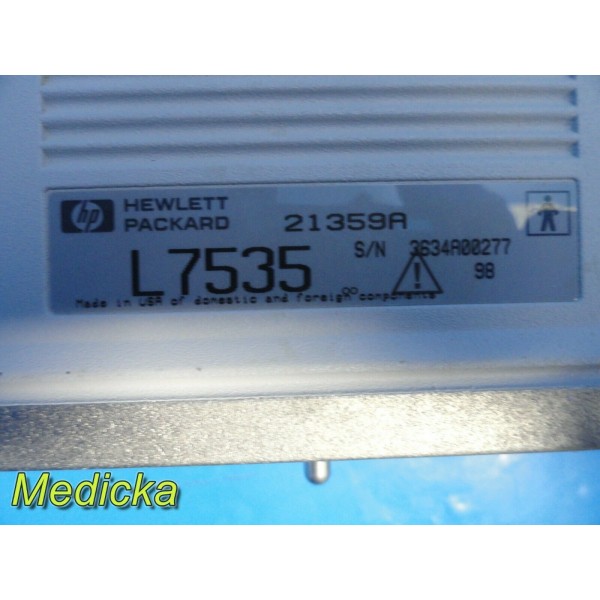 hp HEWLETT
PACKARD 21359A
S/N 3634A00277
L7535 98
Made in USA of domestic and foreign components
Medicka